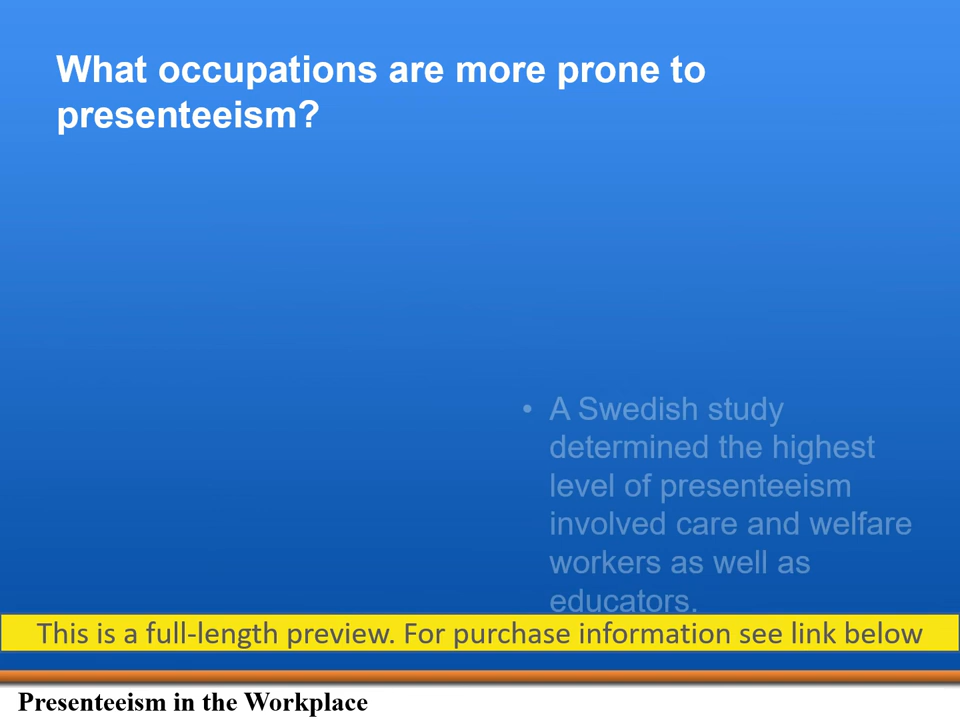 What occupations are more prone to
presenteeism?
• A Swedish study
determined the highest
level of presenteeism
involved care and welfare
workers as well as
educators.
This is a full-length preview. For purchase information see link below
Presenteeism in the Workplace